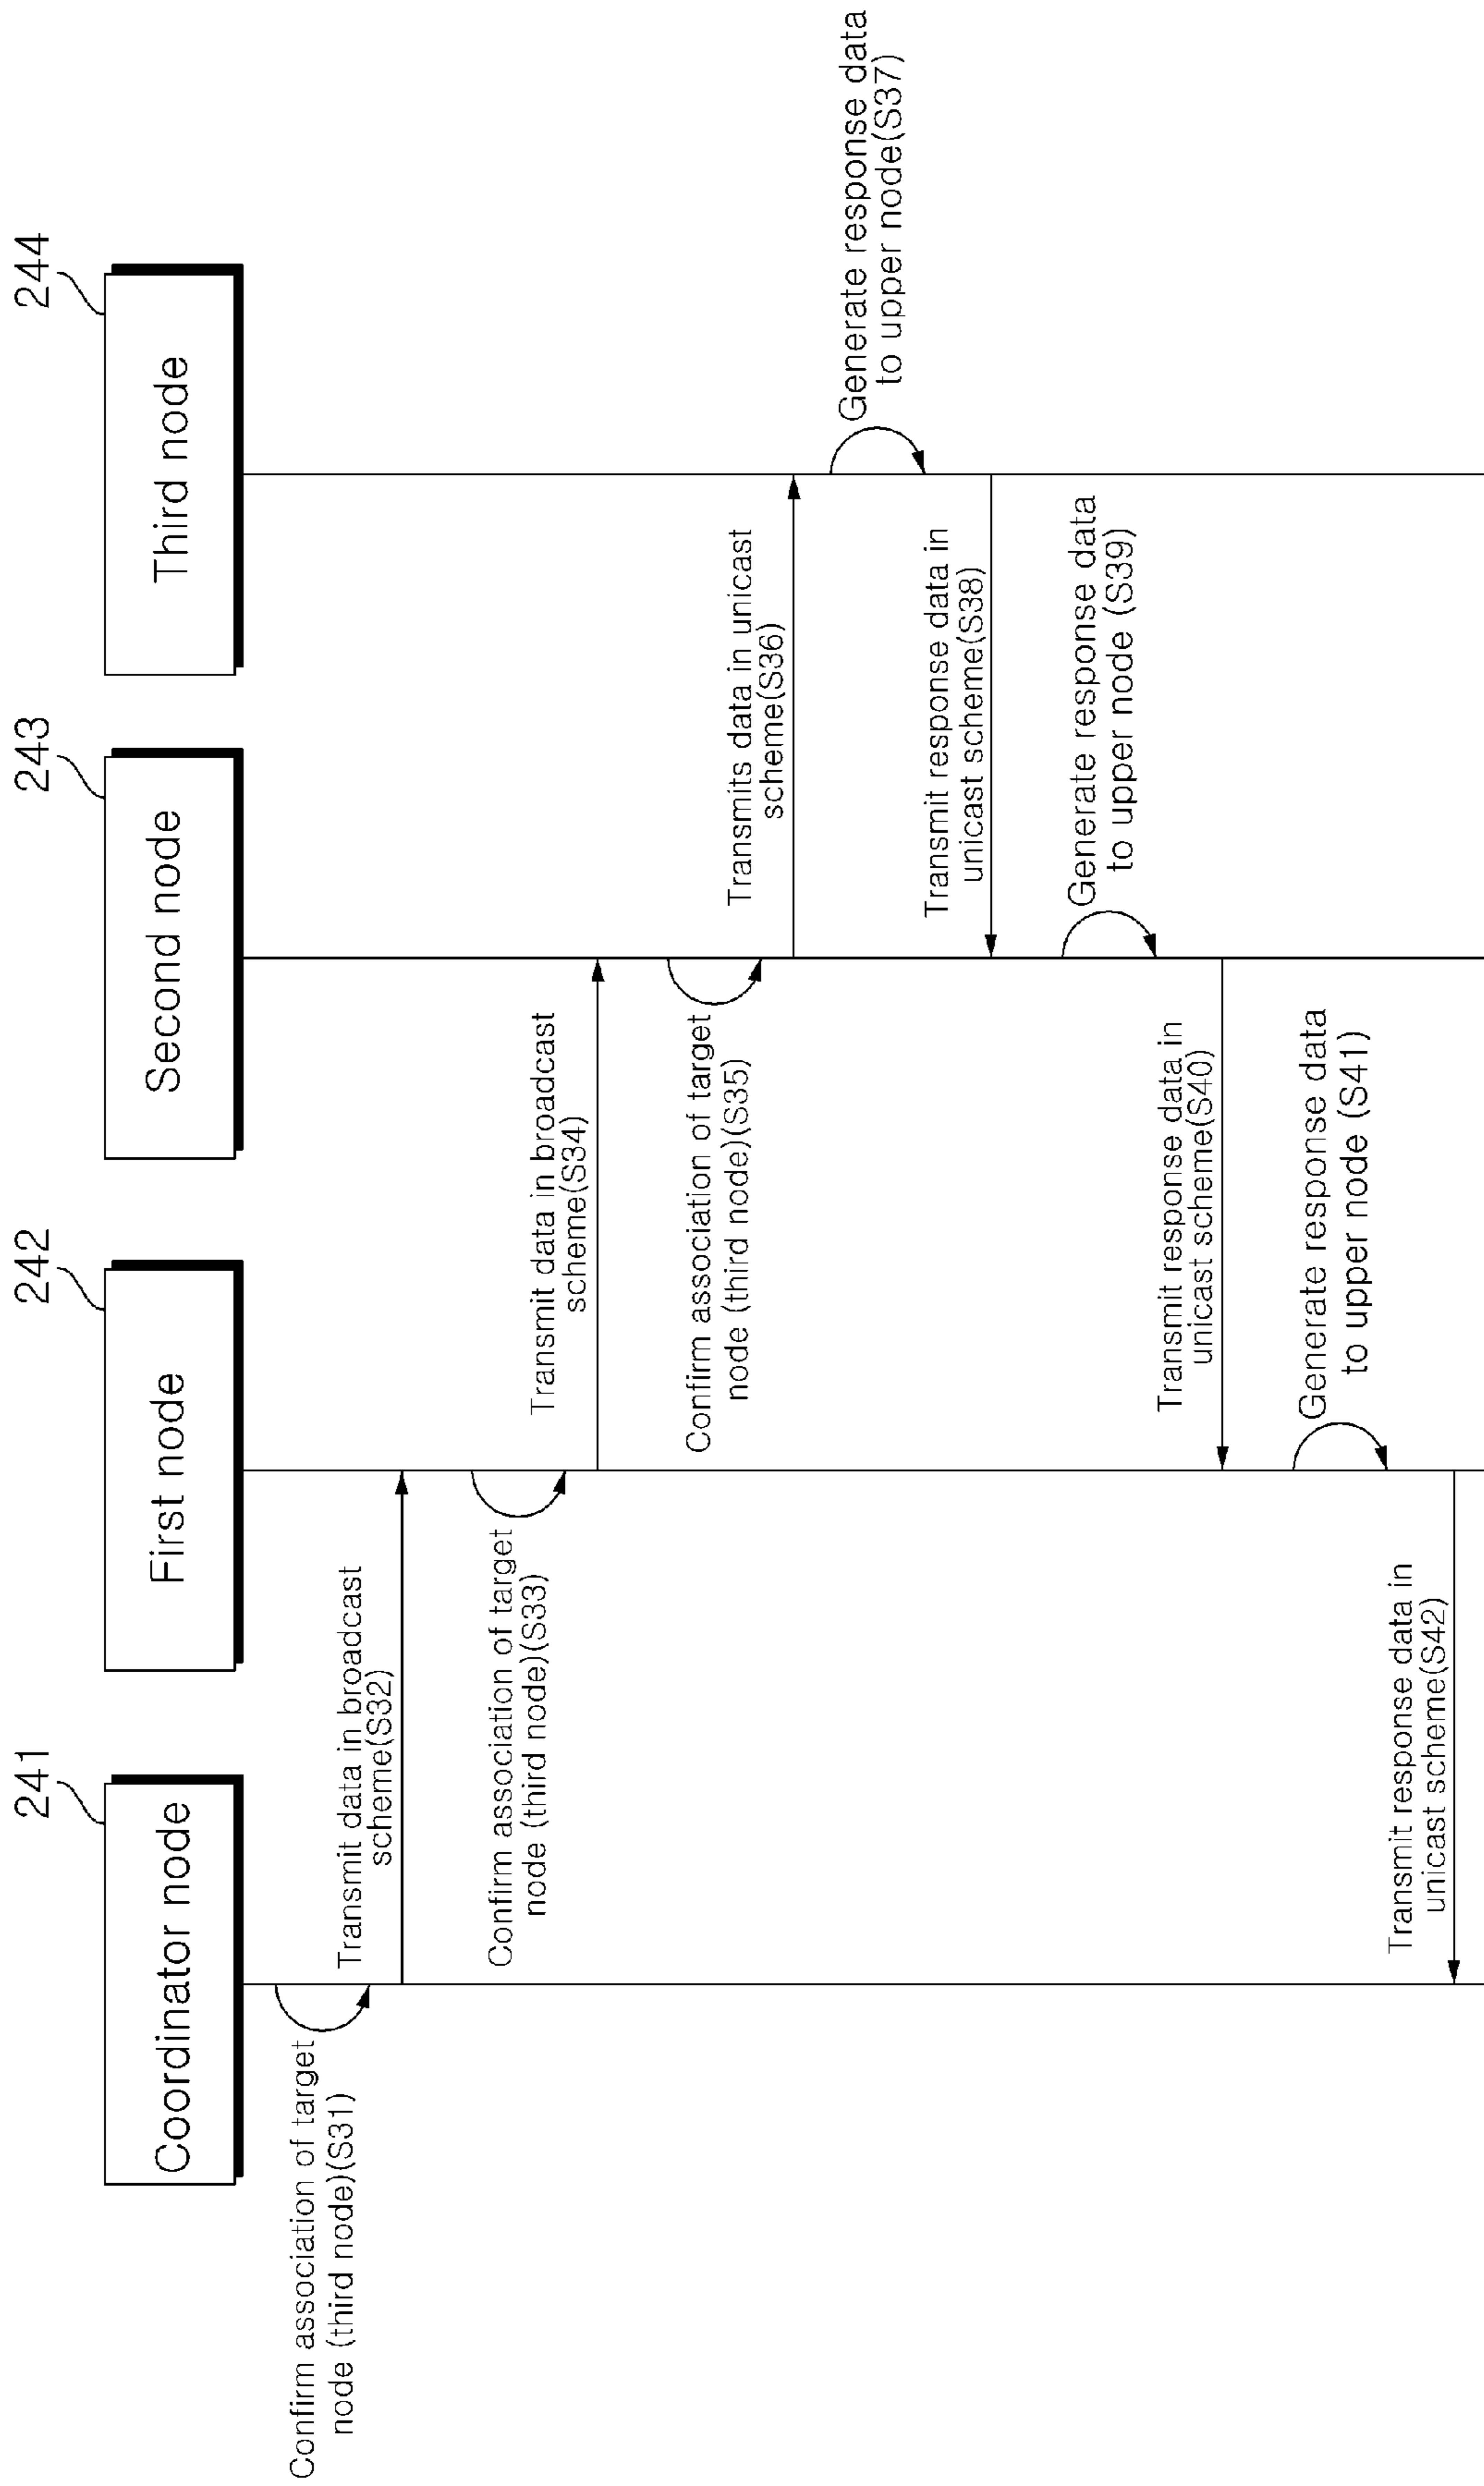 241
242
243
244
Coordinator node
First node
Second node
Third node
Confirm association of target
node (third node)(S31)
Transmit data in broadcast
scheme(S32)
Confirm association of target
node (third node)(S33)
Transmit data in broadcast
scheme(S34)
Confirm association of target
node (third node)(S35)
Transmits data in unicast
scheme(S36)
Generate response data
to upper node(S37)
Transmit response data in
unicast scheme(S38)
Generate response data
to upper node (S39)
Transmit response data in
unicast scheme(S40)
Generate response data
to upper node (S41)
Transmit response data in
unicast scheme(S42)